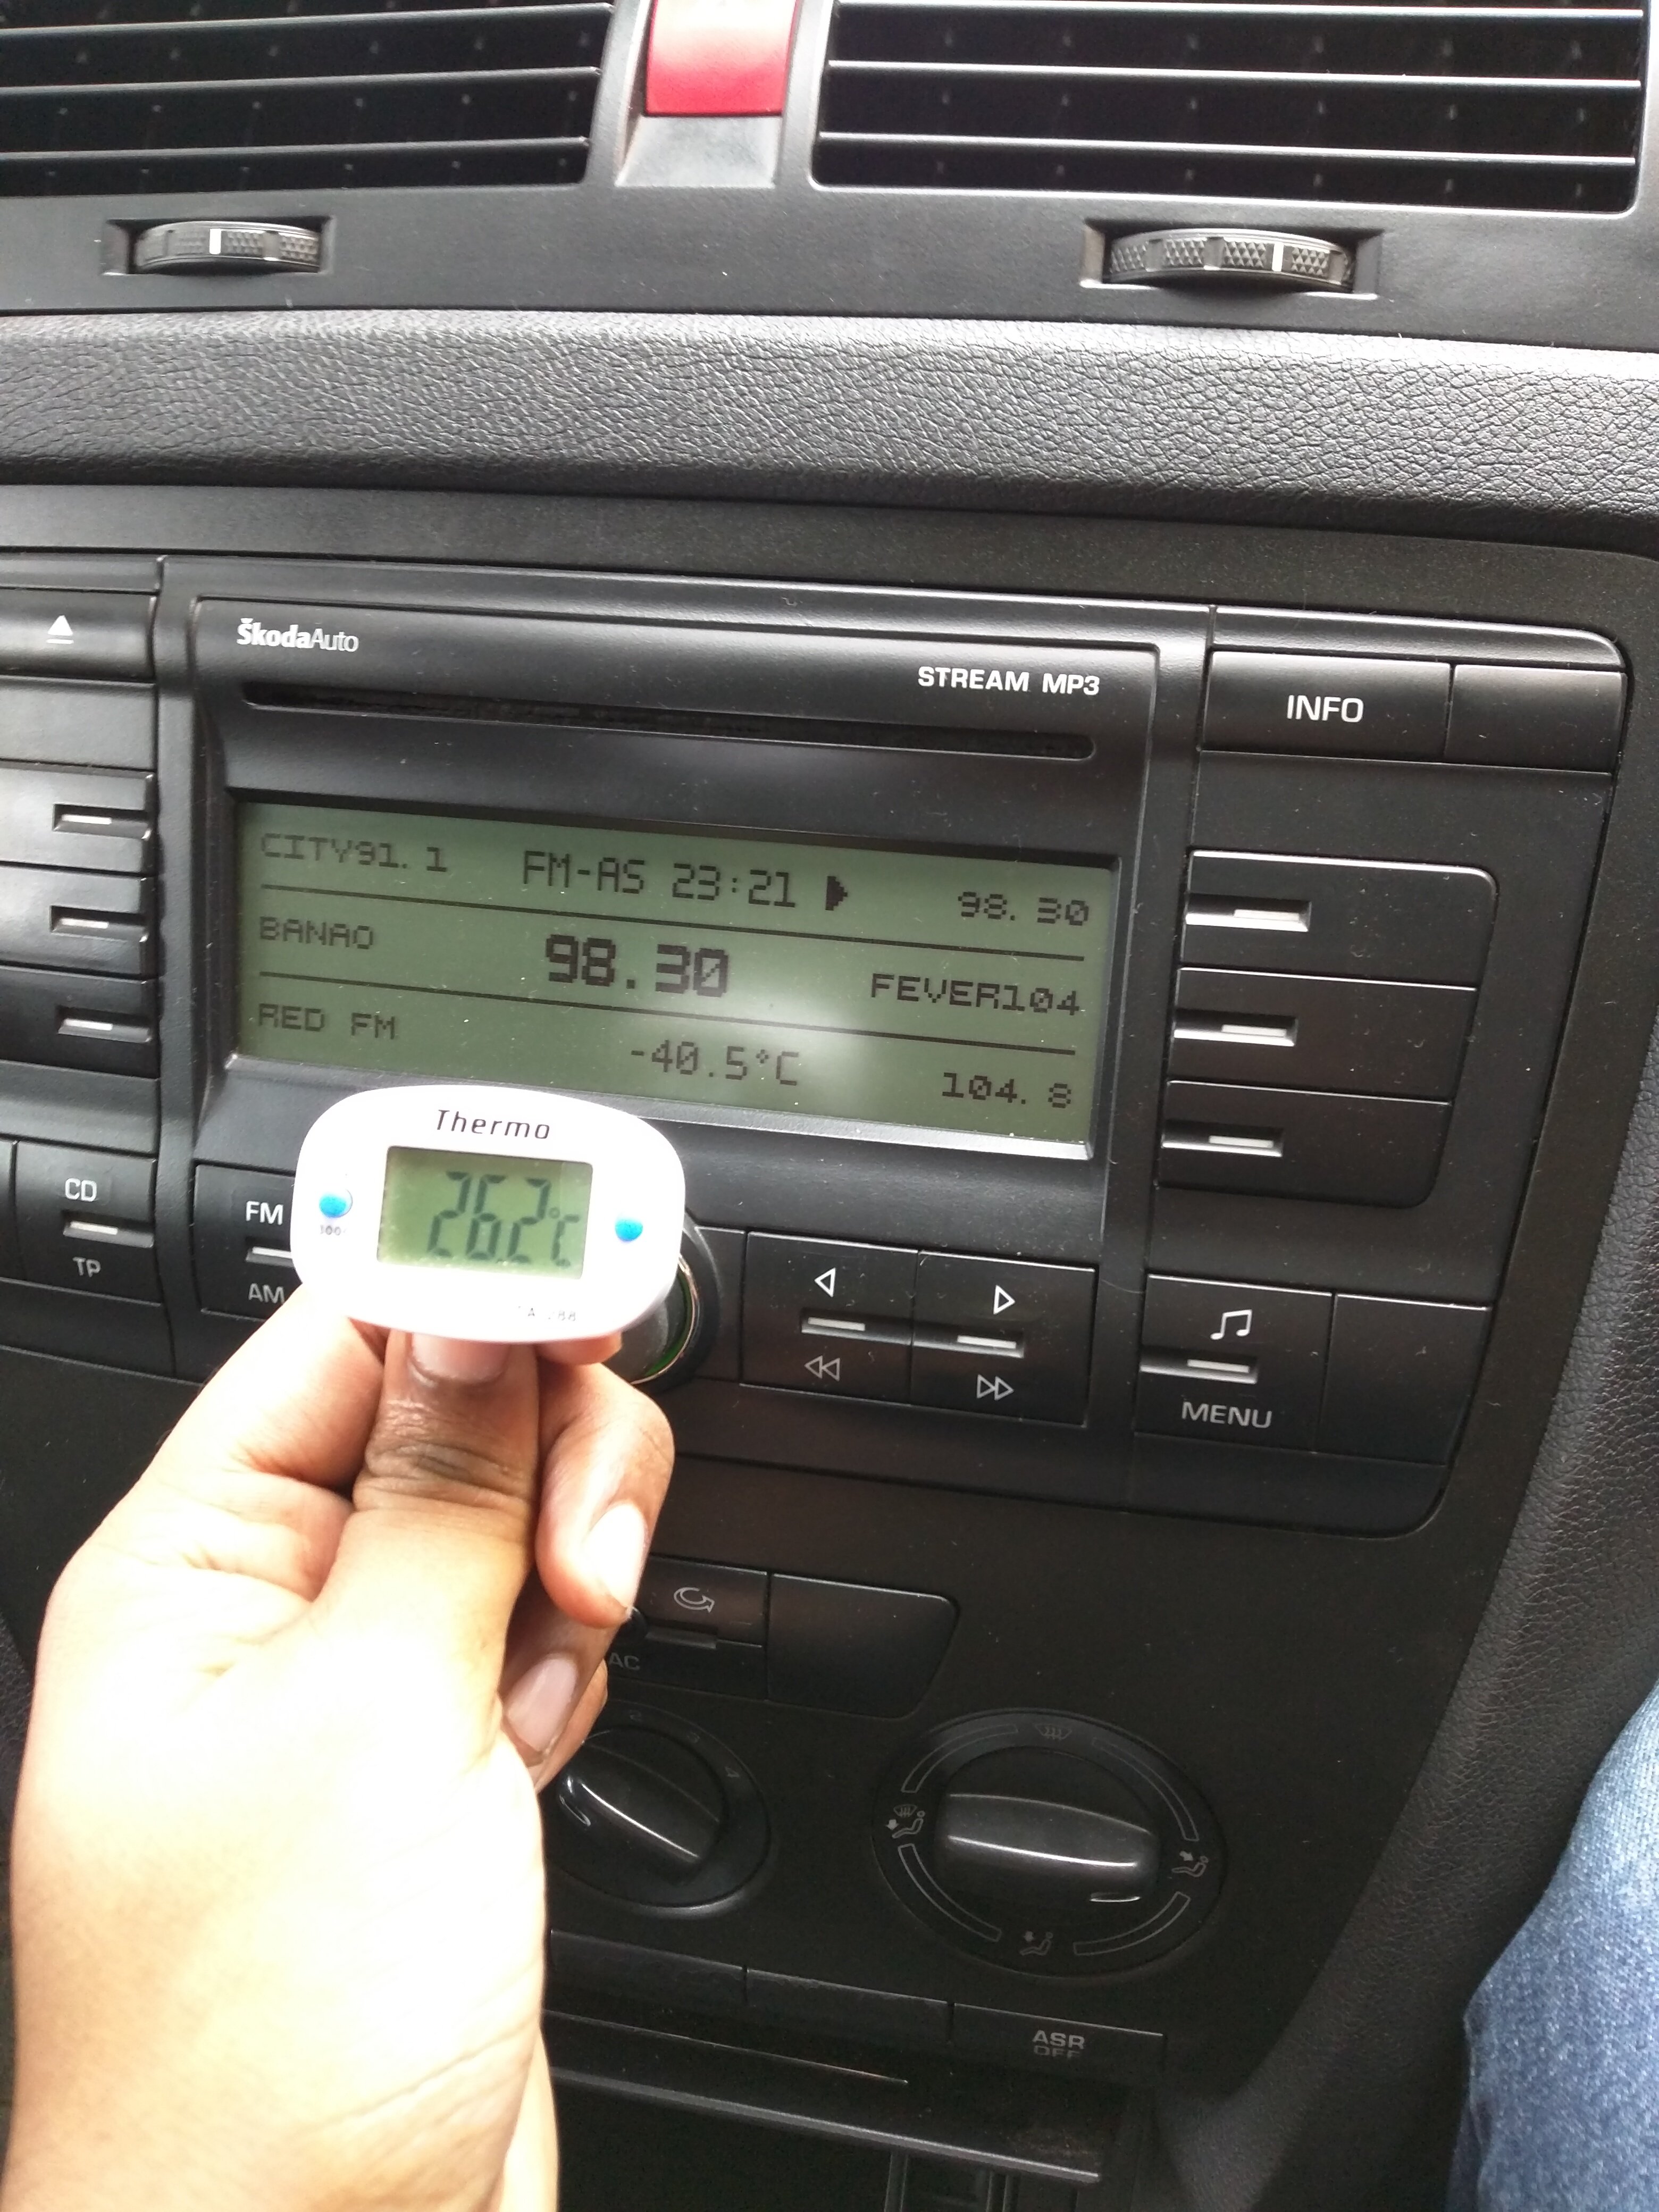 ŠkodaAuto
STREAM MP3
INFO
CITY91.1 FM-AS 23:21 98.30
BANAO 98.30 FEVER104
RED FM -40.5°C 104.8
Thermo
26.2°C
CD
TP
FM
AM
MENU
AC
ASR
OFF